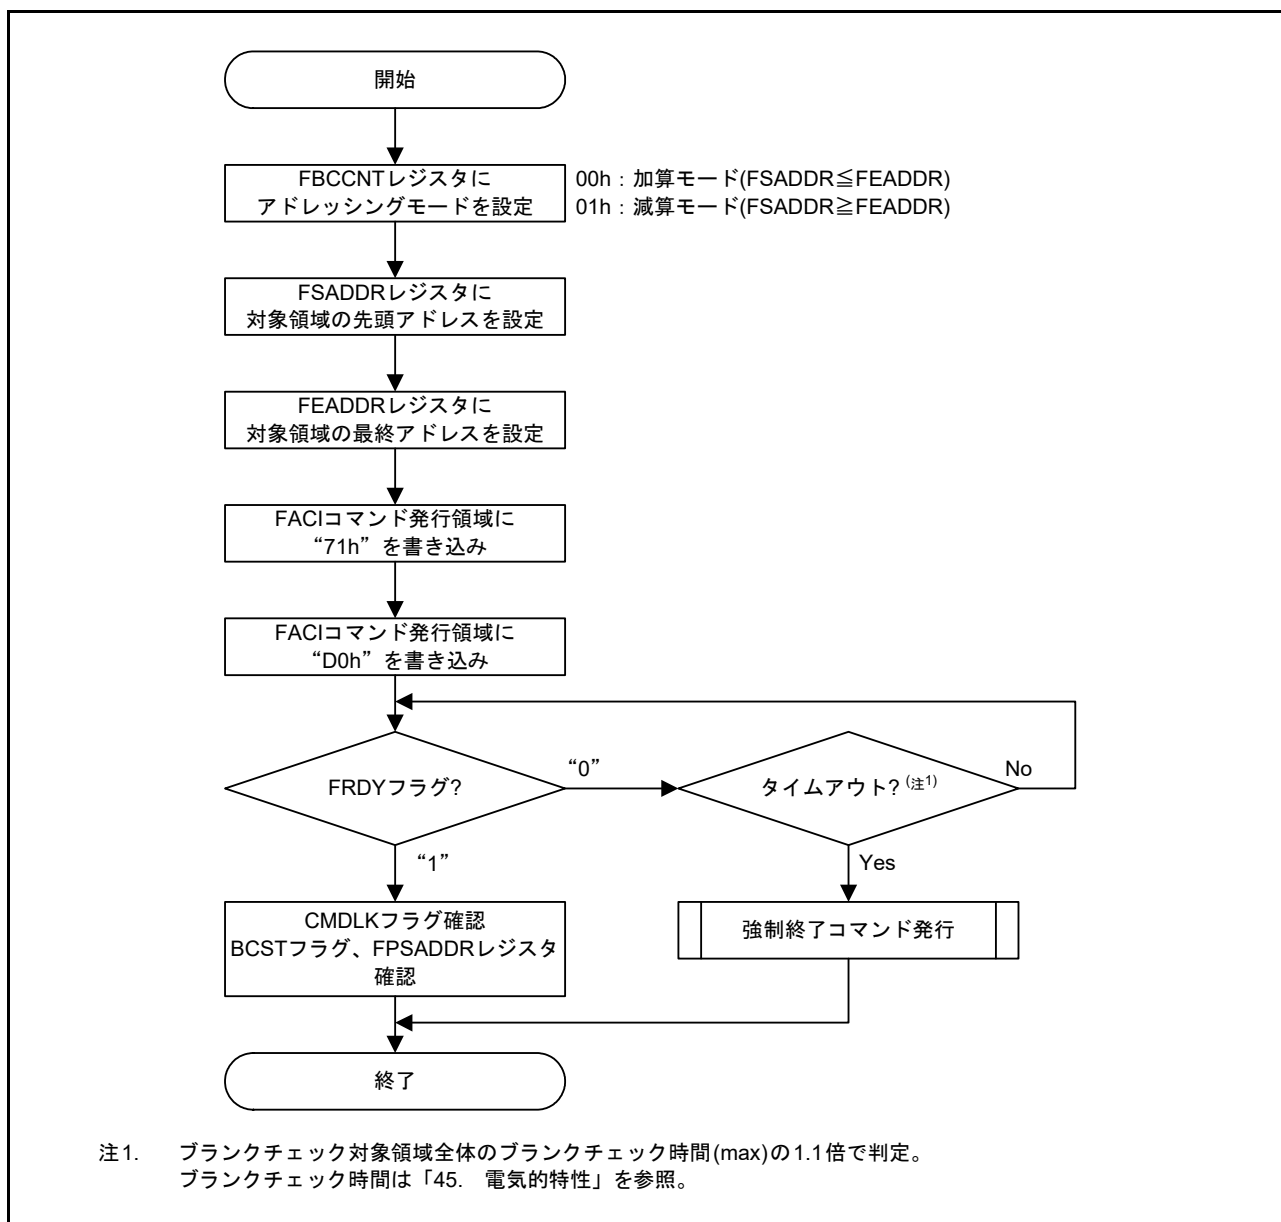 開始
FBCCNTレジスタに
アドレッシングモードを設定
00h：加算モード(FSADDR≦FEADDR)
01h：減算モード(FSADDR≧FEADDR)
FSADDRレジスタに
対象領域の先頭アドレスを設定
FEADDRレジスタに
対象領域の最終アドレスを設定
FACIコマンド発行領域に
“71h”を書き込み
FACIコマンド発行領域に
“D0h”を書き込み
FRDYフラグ?
“0”
タイムアウト? (注1)
No
“1”
Yes
CMDLKフラグ確認
BCSTフラグ、FPSADDRレジスタ
確認
強制終了コマンド発行
終了
注1. ブランクチェック対象領域全体のブランクチェック時間(max)の1.1倍で判定。
ブランクチェック時間は「45. 電気的特性」を参照。